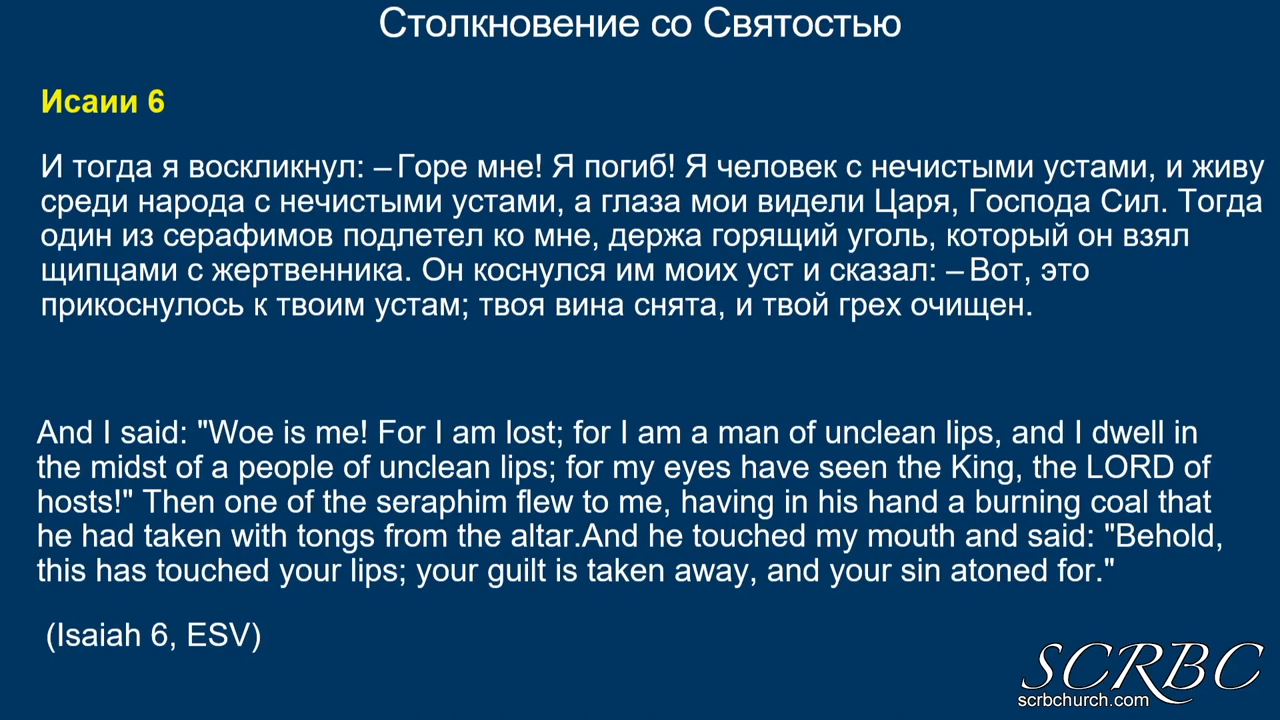 Столкновение со Святостью
Исаии 6
И тогда я воскликнул: – Горе мне! Я погиб! Я человек с нечистыми устами, и живу
среди народа с нечистыми устами, а глаза мои видели Царя, Господа Сил. Тогда
один из серафимов подлетел ко мне, держа горящий уголь, который он взял
щипцами с жертвенника. Он коснулся им моих уст и сказал: – Вот, это
прикоснулось к твоим устам; твоя вина снята, и твой грех очищен.
And I said: "Woe is me! For I am lost; for I am a man of unclean lips, and I dwell in
the midst of a people of unclean lips; for my eyes have seen the King, the LORD of
hosts!" Then one of the seraphim flew to me, having in his hand a burning coal that
he had taken with tongs from the altar.And he touched my mouth and said: "Behold,
this has touched your lips; your guilt is taken away, and your sin atoned for."
(Isaiah 6, ESV)
SCRBC
scrbchurch.com